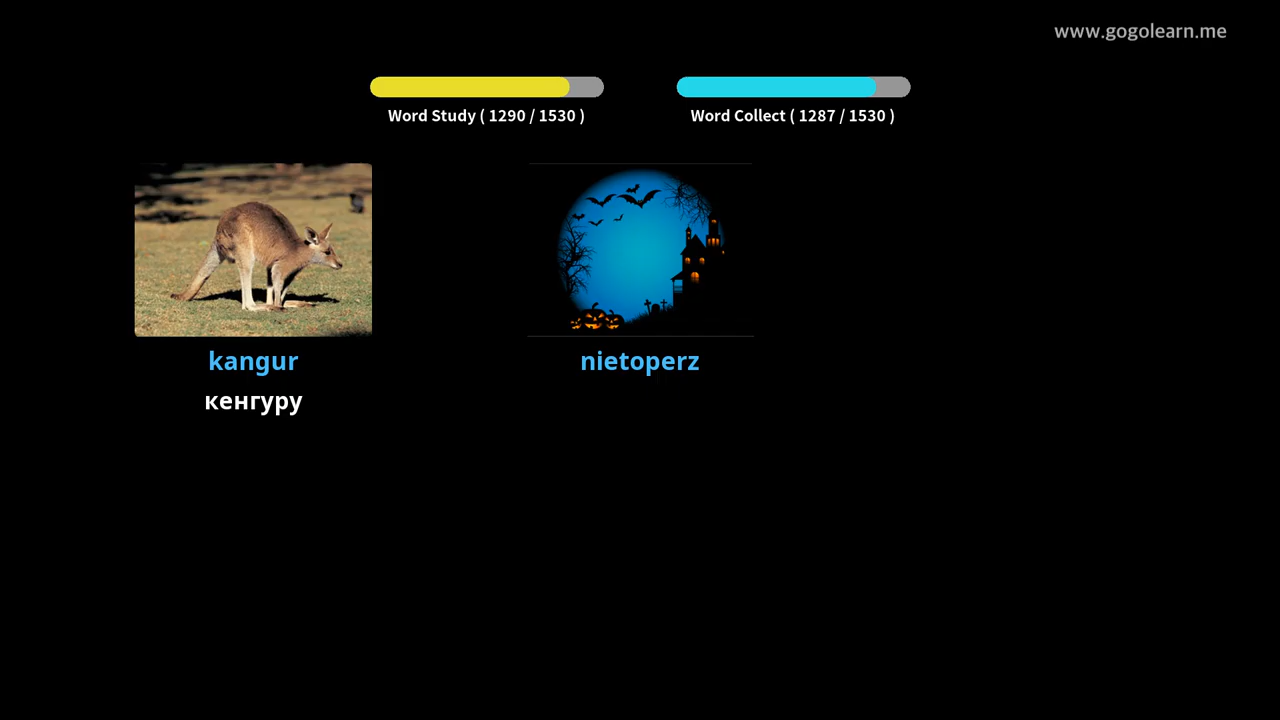 www.gogolearn.me
Word Study ( 1290 / 1530 )
Word Collect ( 1287 / 1530 )
kangur
кенгуру
nietoperz